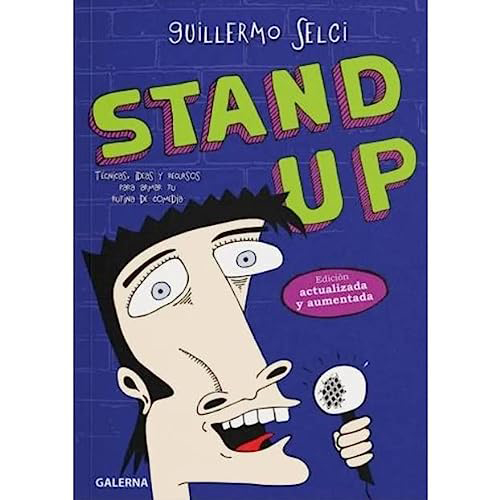 GUILLERMO SELCI
STAND
UP
TÉCNICAS, IDEAS Y RECURSOS
PARA ARMAR TU
RUTINA DE COMEDIA
Edición
actualizada
y aumentada
GALERNA